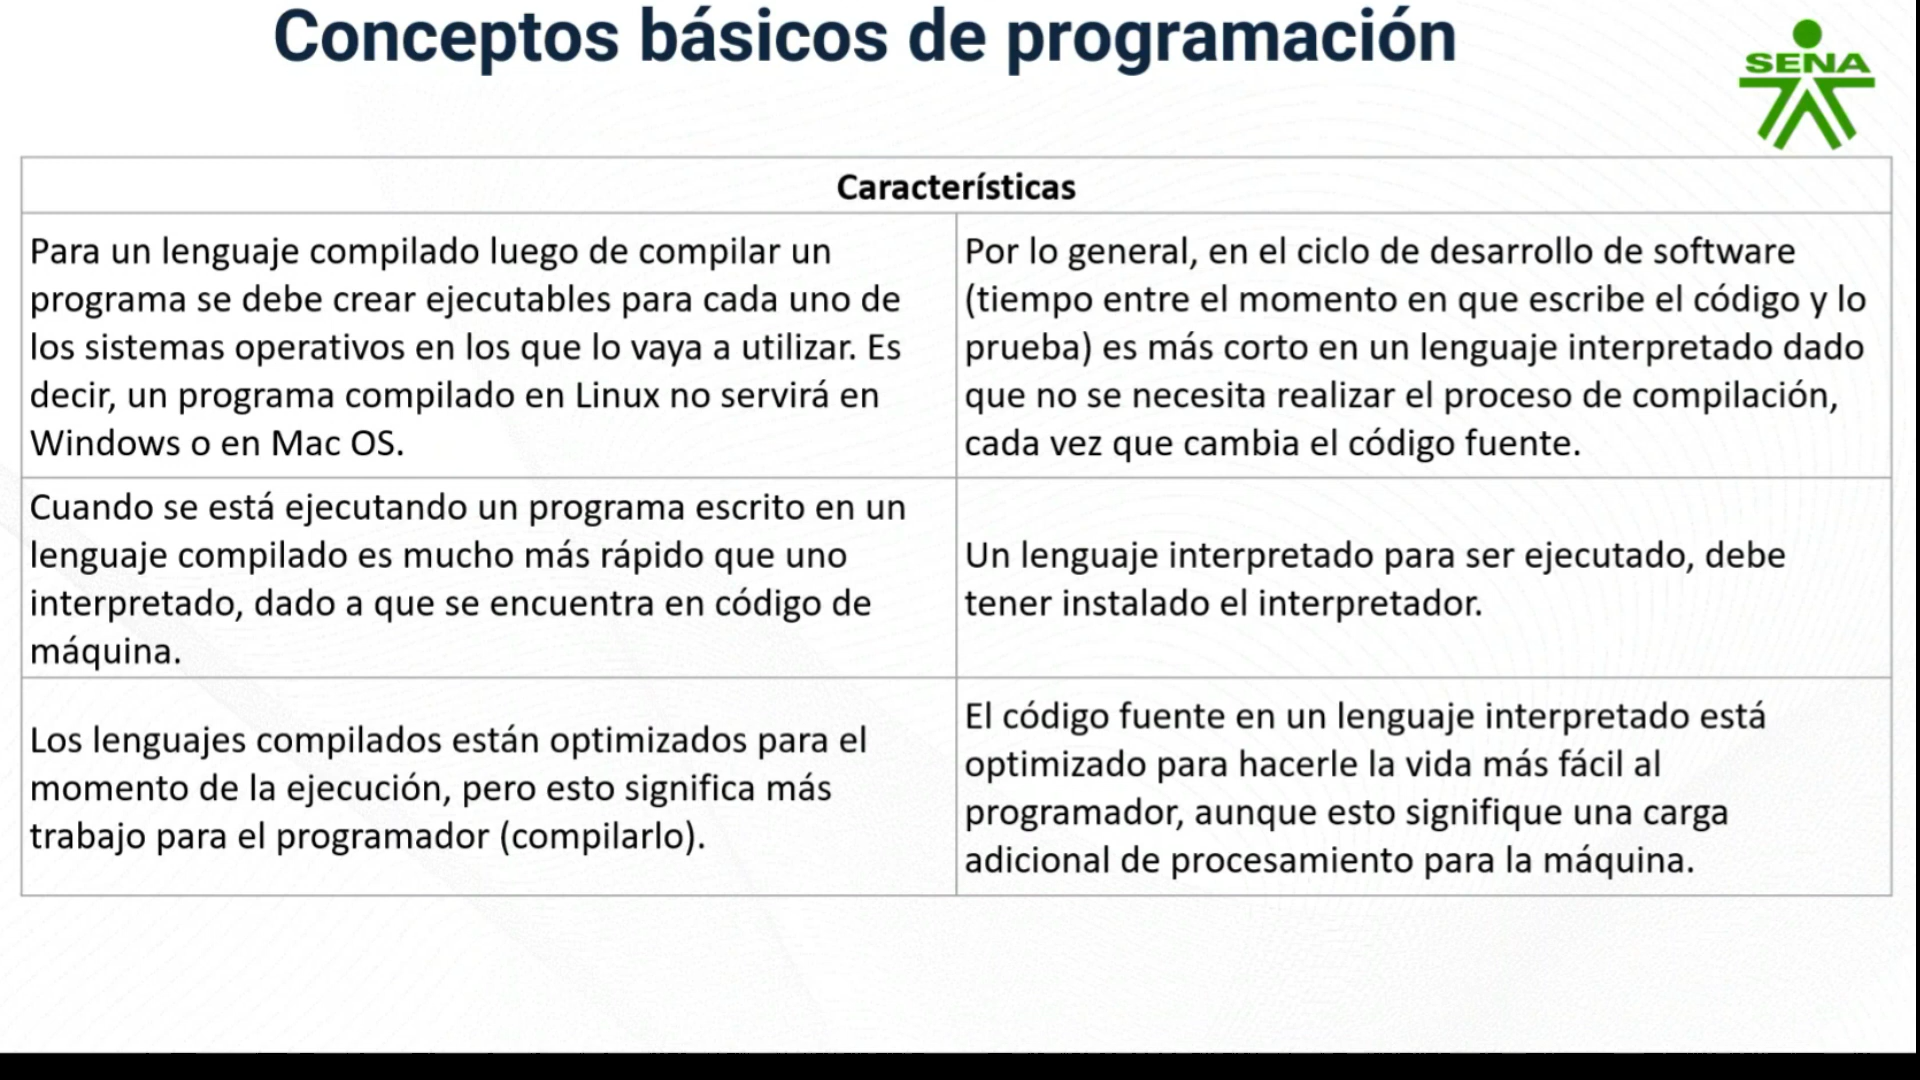 Conceptos básicos de programación
SENA
Características
Para un lenguaje compilado luego de compilar un
programa se debe crear ejecutables para cada uno de
los sistemas operativos en los que lo vaya a utilizar. Es
decir, un programa compilado en Linux no servirá en
Windows o en Mac OS.
Por lo general, en el ciclo de desarrollo de software
(tiempo entre el momento en que escribe el código y lo
prueba) es más corto en un lenguaje interpretado dado
que no se necesita realizar el proceso de compilación,
cada vez que cambia el código fuente.
Cuando se está ejecutando un programa escrito en un
lenguaje compilado es mucho más rápido que uno
interpretado, dado a que se encuentra en código de
máquina.
Un lenguaje interpretado para ser ejecutado, debe
tener instalado el interpretador.
Los lenguajes compilados están optimizados para el
momento de la ejecución, pero esto significa más
trabajo para el programador (compilarlo).
El código fuente en un lenguaje interpretado está
optimizado para hacerle la vida más fácil al
programador, aunque esto signifique una carga
adicional de procesamiento para la máquina.